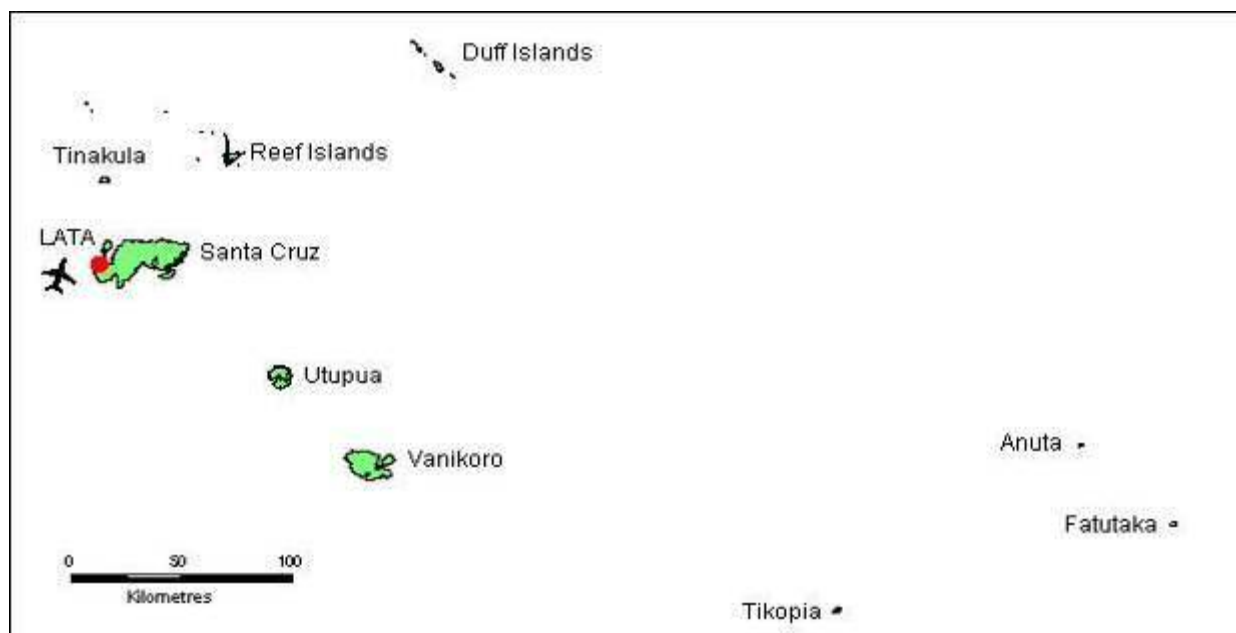 Duff Islands
Tinakula
Reef Islands
LATA
Santa Cruz
Utupua
Vanikoro
Anuta
Fatutaka
0 50 100
Kilometres
Tikopia